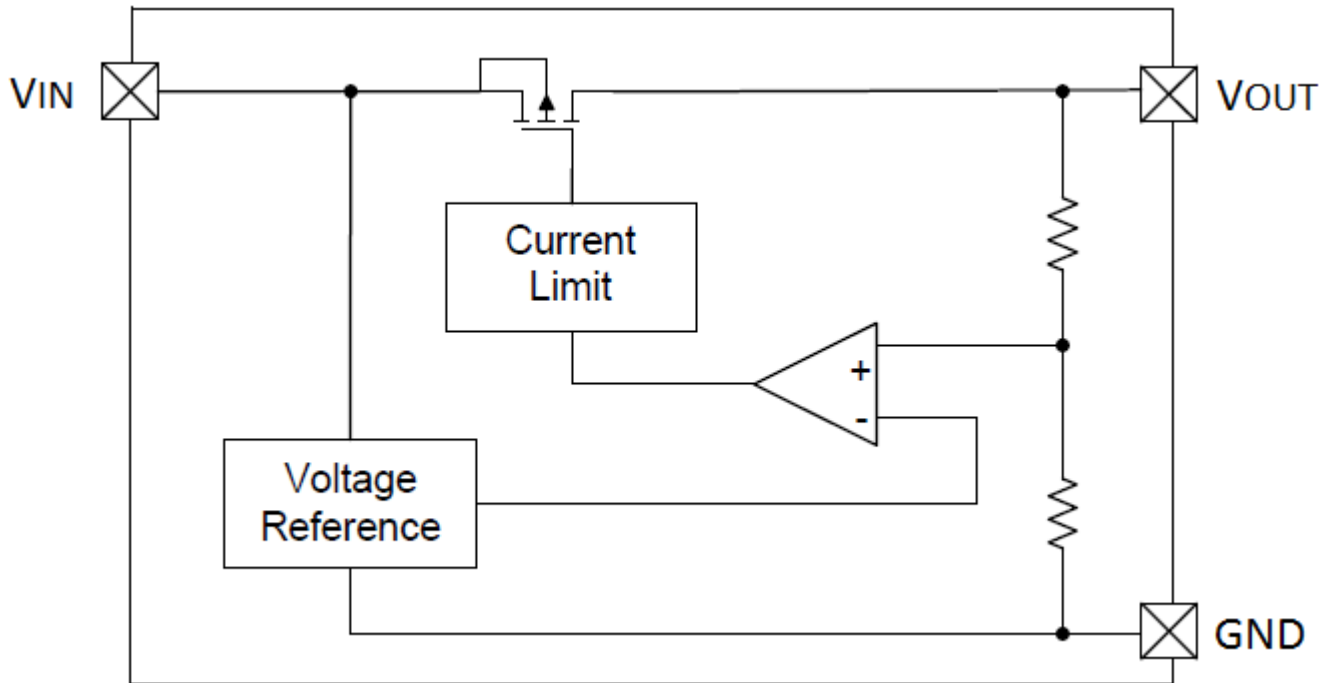 VIN
VOUT
Current
Limit
+
-
Voltage
Reference
GND